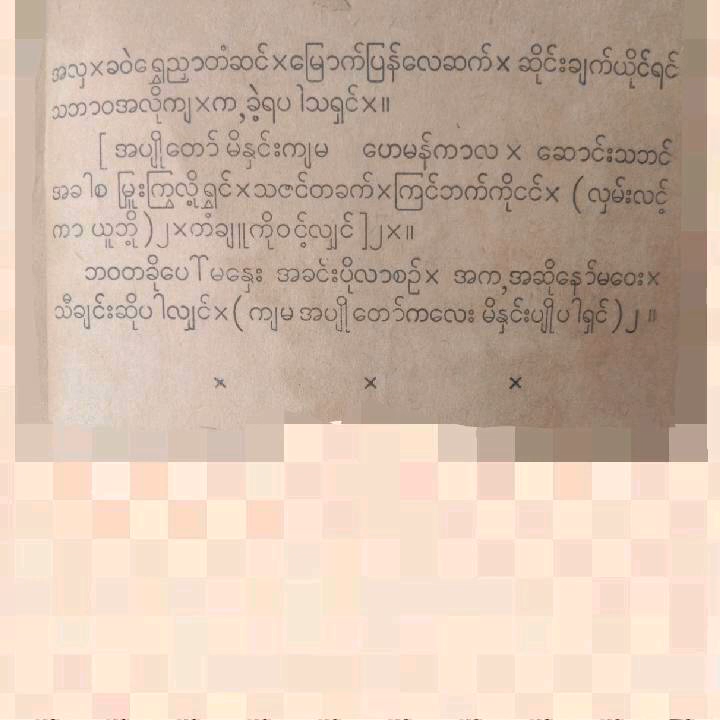 အလှ×ခဝဲရွှေညှာတံဆင်×မြောက်ပြန်လေဆက်× ဆိုင်းချက်ယိုင်ရင်
သဘာဝအလိုကျ×က,ခဲ့ရပါသရှင်×။
[ အပျိုတော် မိနှင်းကျမ ဟေမန်ကာလ × ဆောင်းသဘင်
အခါစ မြူးကြွလို့ရွှင်×သဇင်တခက်×ကြင်ဘက်ကိုငင်× (လှမ်းလင့်
ကာ ယူဘို့)၂×ကံချူကိုဝင့်လျှင်]၂×။
ဘဝတခိုပေါ်မနှေး အခင်းပိုလာစဉ်× အက,အဆိုနော်မဝေး×
သီချင်းဆိုပါလျှင်×(ကျမ အပျိုတော်ကလေး မိနှင်းပျိုပါရှင်)၂။
× × ×